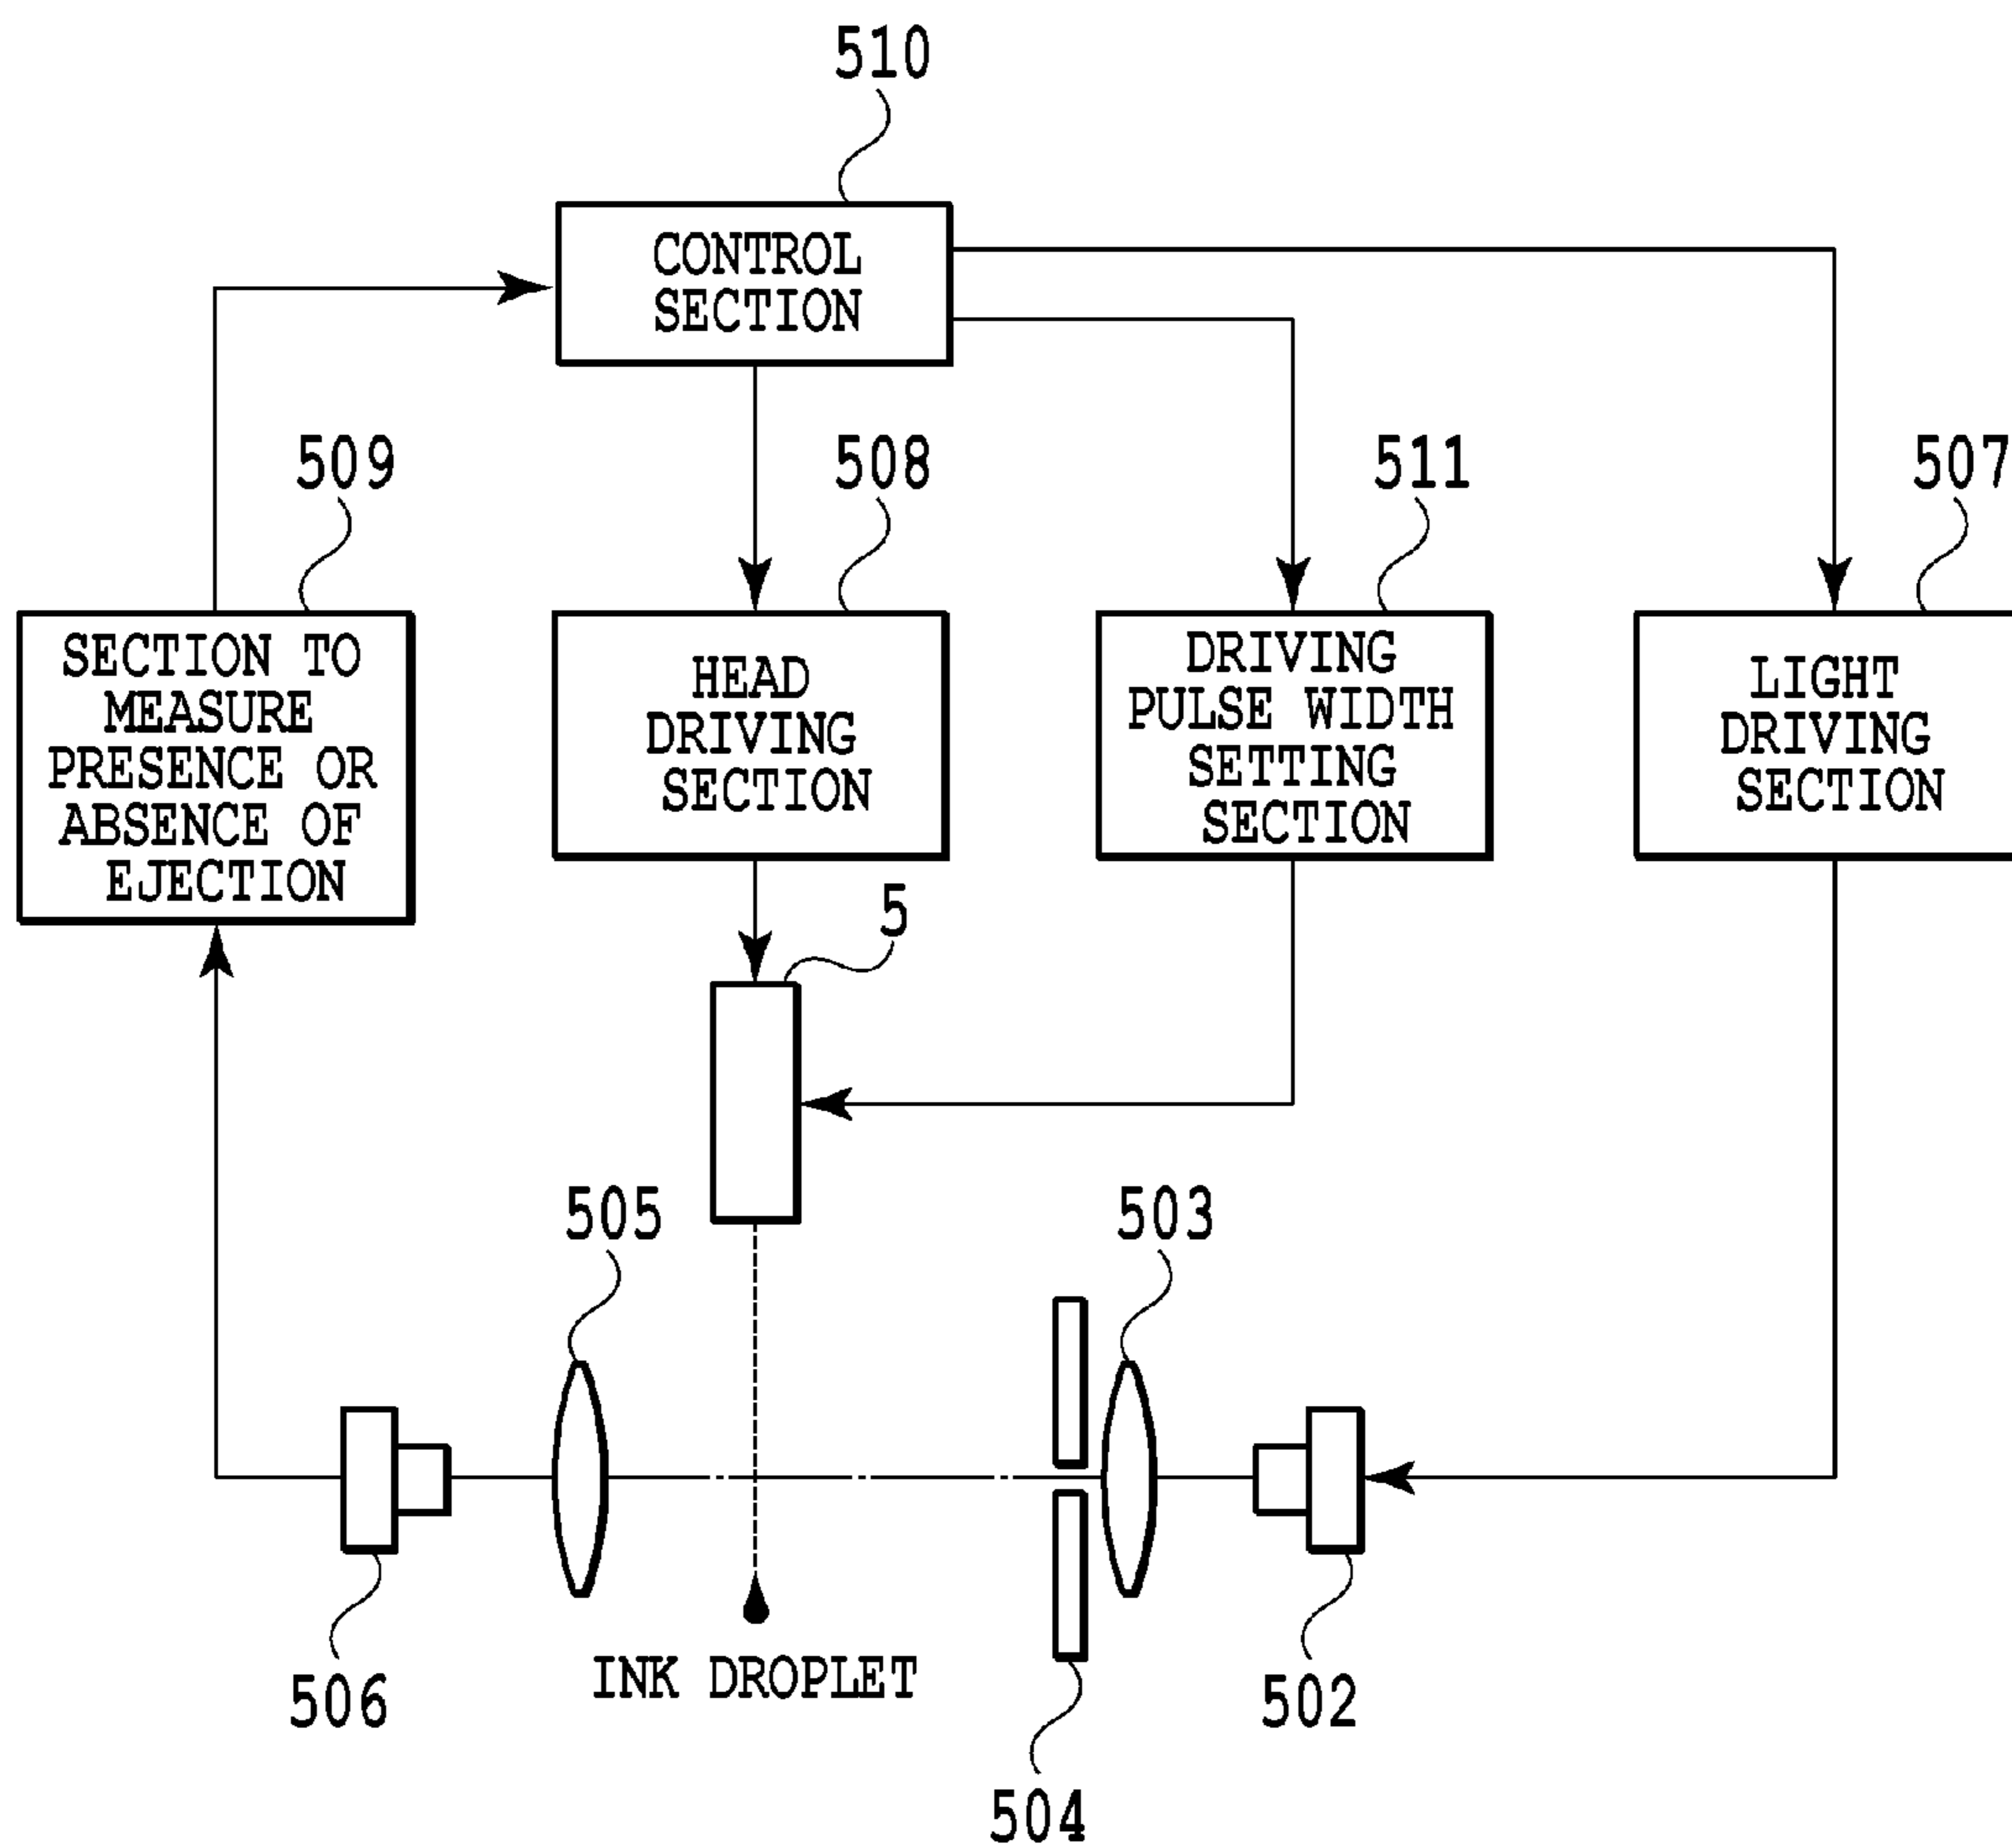 510
CONTROL
SECTION
509
508
511
507
SECTION TO
MEASURE
PRESENCE OR
ABSENCE OF
EJECTION
HEAD
DRIVING
SECTION
DRIVING
PULSE WIDTH
SETTING
SECTION
LIGHT
DRIVING
SECTION
5
505
503
506
INK DROPLET
502
504